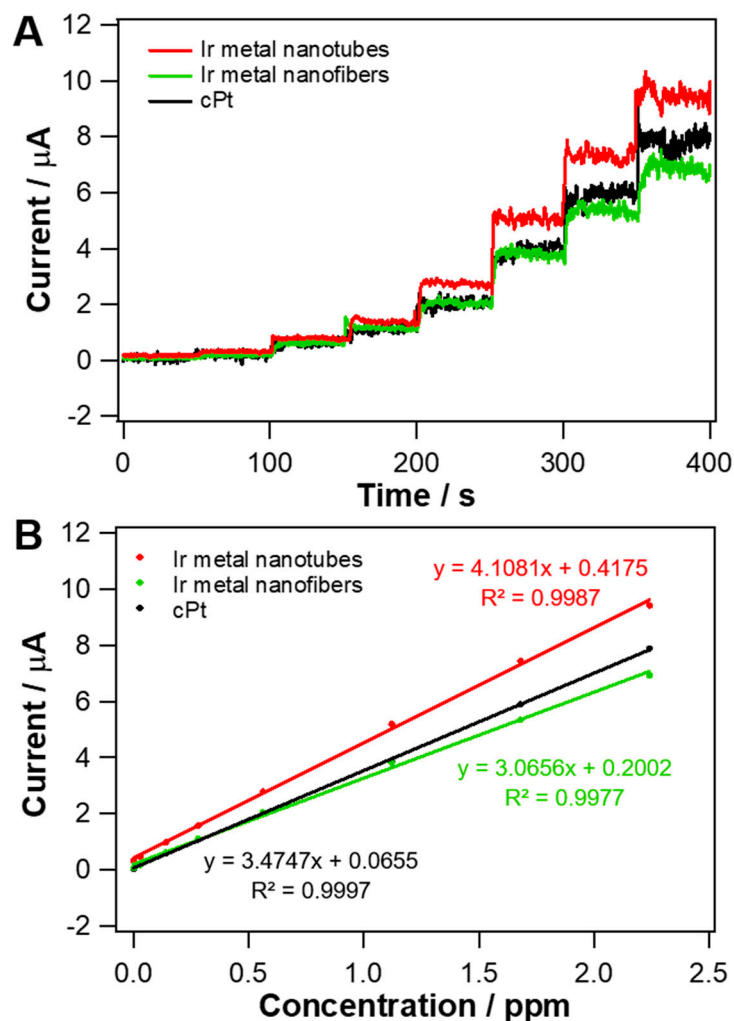 A
12
10
8
6
4
2
0
-2
Current / μA
Ir metal nanotubes
Ir metal nanofibers
cPt
0
100
200
300
400
Time / s
B
12
10
8
6
4
2
0
-2
Current / μA
Ir metal nanotubes
Ir metal nanofibers
cPt
y = 4.1081x + 0.4175
R² = 0.9987
y = 3.0656x + 0.2002
R² = 0.9977
y = 3.4747x + 0.0655
R² = 0.9997
0.0
0.5
1.0
1.5
2.0
2.5
Concentration / ppm